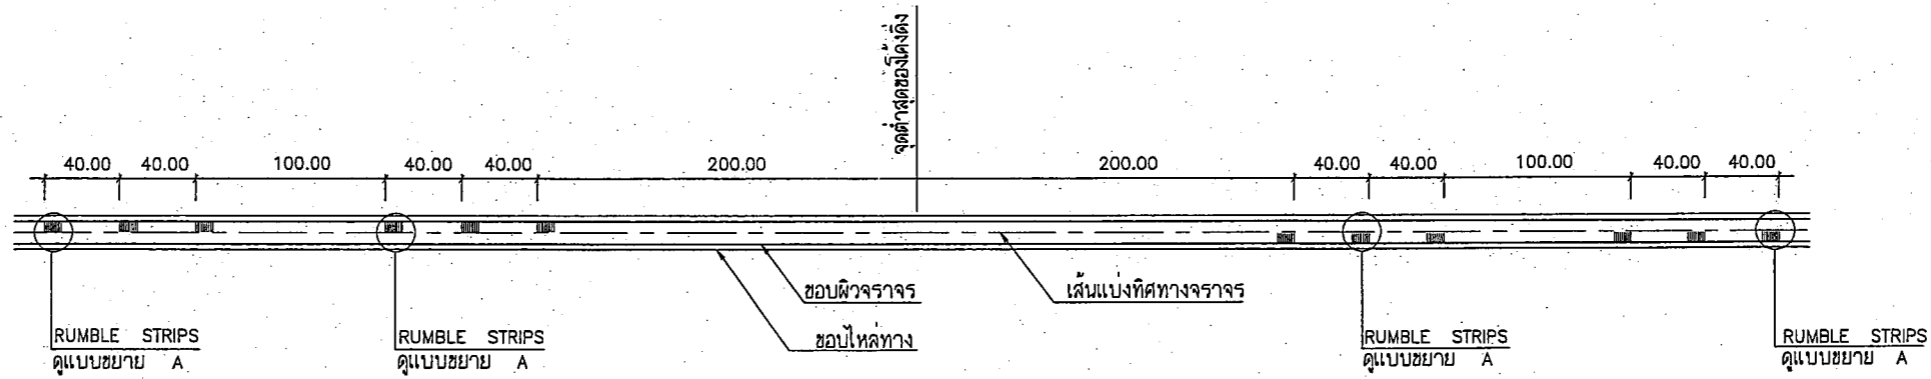 จุดต่ำสุดของโค้งดิ่ง
40.00 40.00 100.00 40.00 40.00 200.00 200.00 40.00 40.00 100.00 40.00 40.00
ขอบผิวจราจร
เส้นแบ่งทิศทางจราจร
ขอบไหล่ทาง
RUMBLE STRIPS
ดูแบบขยาย A
RUMBLE STRIPS
ดูแบบขยาย A
RUMBLE STRIPS
ดูแบบขยาย A
RUMBLE STRIPS
ดูแบบขยาย A